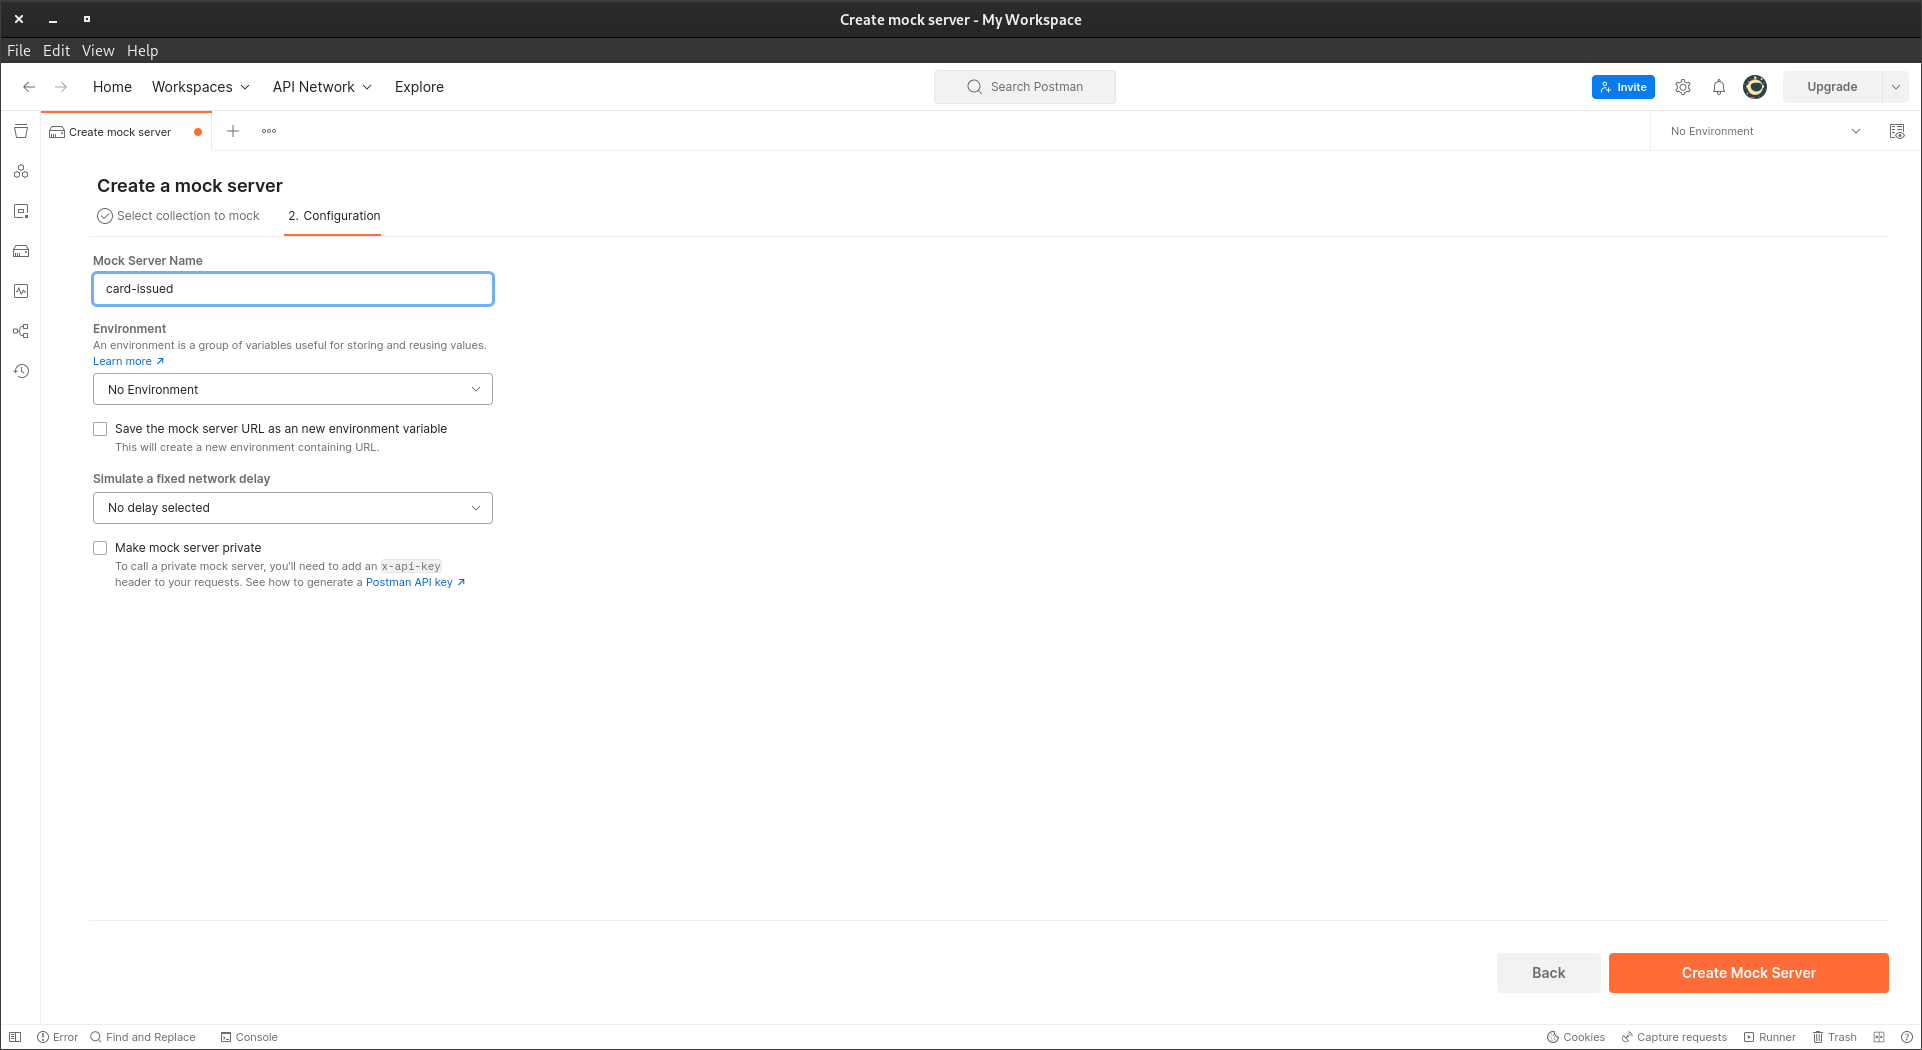 Create mock server - My Workspace
File Edit View Help
Home Workspaces API Network Explore Search Postman Invite Upgrade
Create mock server No Environment
Create a mock server
Select collection to mock 2. Configuration
Mock Server Name
card-issued
Environment
An environment is a group of variables useful for storing and reusing values.
Learn more ↗
No Environment
Save the mock server URL as an new environment variable
This will create a new environment containing URL.
Simulate a fixed network delay
No delay selected
Make mock server private
To call a private mock server, you'll need to add an x-api-key
header to your requests. See how to generate a Postman API key ↗
Back Create Mock Server
Error Find and Replace Console Cookies Capture requests Runner Trash